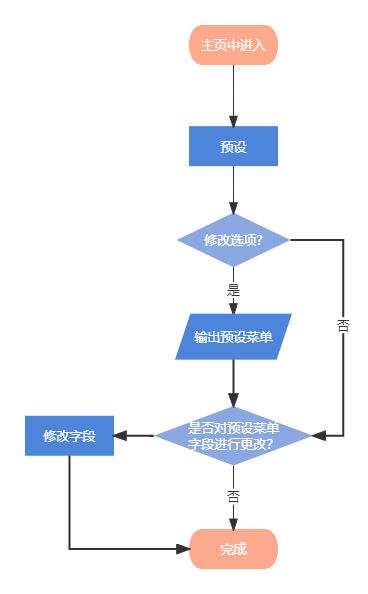 主页中进入
预设
修改选项？
是
否
输出预设菜单
是否对预设菜单
字段进行更改？
修改字段
否
完成